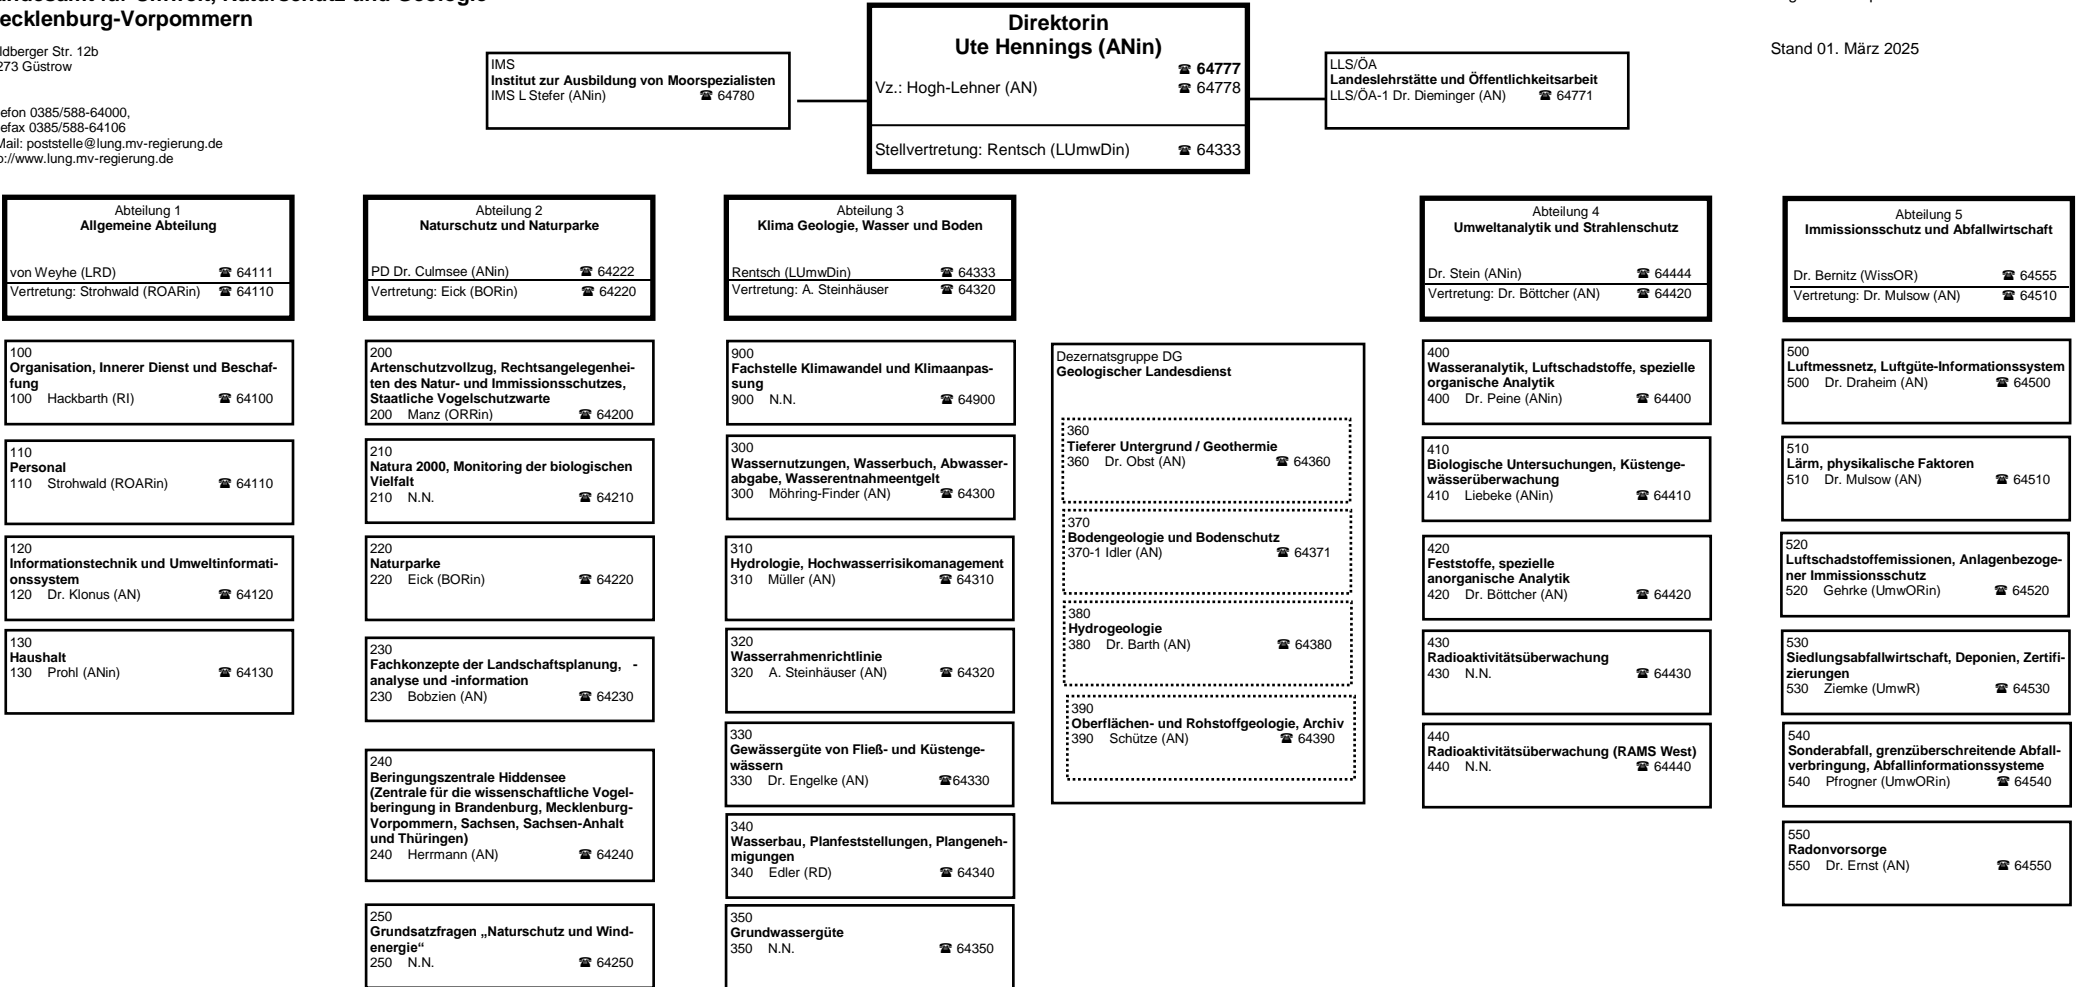 Mecklenburg-Vorpommern
Stand 01. März 2025
Direktorin
Ute Hennings (ANin)
☎ 64777
Vz.: Hogh-Lehner (AN) ☎ 64778
Stellvertretung: Rentsch (LUmwDin) ☎ 64333
IMS
Institut zur Ausbildung von Moorspezialisten
IMS L Stefer (ANin) ☎ 64780
LLS/ÖA
Landeslehrstätte und Öffentlichkeitsarbeit
LLS/ÖA-1 Dr. Dieminger (AN) ☎ 64771
Str. 12b
Güstrow
0385/588-64000,
0385/588-64106
poststelle@lung.mv-regierung.de
://www.lung.mv-regierung.de
Abteilung 1
Allgemeine Abteilung
von Weyhe (LRD) ☎ 64111
Vertretung: Strohwald (ROARin) ☎ 64110
100
Organisation, Innerer Dienst und Beschaf-
fung
100 Hackbarth (RI) ☎ 64100
110
Personal
110 Strohwald (ROARin) ☎ 64110
120
Informationstechnik und Umweltinformati-
onssystem
120 Dr. Klonus (AN) ☎ 64120
130
Haushalt
130 Prohl (ANin) ☎ 64130
Abteilung 2
Naturschutz und Naturparke
PD Dr. Culmsee (ANin) ☎ 64222
Vertretung: Eick (BORin) ☎ 64220
200
Artenschutzvollzug, Rechtsangelegenhei-
ten des Natur- und Immissionsschutzes,
Staatliche Vogelschutzwarte
200 Manz (ORRin) ☎ 64200
210
Natura 2000, Monitoring der biologischen
Vielfalt
210 N.N. ☎ 64210
220
Naturparke
220 Eick (BORin) ☎ 64220
230
Fachkonzepte der Landschaftsplanung, -
analyse und -information
230 Bobzien (AN) ☎ 64230
240
Beringungszentrale Hiddensee
(Zentrale für die wissenschaftliche Vogel-
beringung in Brandenburg, Mecklenburg-
Vorpommern, Sachsen, Sachsen-Anhalt
und Thüringen)
240 Herrmann (AN) ☎ 64240
250
Grundsatzfragen „Naturschutz und Wind-
energie“
250 N.N. ☎ 64250
Abteilung 3
Klima Geologie, Wasser und Boden
Rentsch (LUmwDin) ☎ 64333
Vertretung: A. Steinhäuser ☎ 64320
900
Fachstelle Klimawandel und Klimaanpas-
sung
900 N.N. ☎ 64900
300
Wassernutzungen, Wasserbuch, Abwasser-
abgabe, Wasserentnahmeentgelt
300 Möhring-Finder (AN) ☎ 64300
310
Hydrologie, Hochwasserrisikomanagement
310 Müller (AN) ☎ 64310
320
Wasserrahmenrichtlinie
320 A. Steinhäuser (AN) ☎ 64320
330
Gewässergüte von Fließ- und Küstenge-
wässern
330 Dr. Engelke (AN) ☎64330
340
Wasserbau, Planfeststellungen, Plangeneh-
migungen
340 Edler (RD) ☎ 64340
350
Grundwassergüte
350 N.N. ☎ 64350
Dezernatsgruppe DG
Geologischer Landesdienst
360
Tieferer Untergrund / Geothermie
360 Dr. Obst (AN) ☎ 64360
370
Bodengeologie und Bodenschutz
370-1 Idler (AN) ☎ 64371
380
Hydrogeologie
380 Dr. Barth (AN) ☎ 64380
390
Oberflächen- und Rohstoffgeologie, Archiv
390 Schütze (AN) ☎ 64390
Abteilung 4
Umweltanalytik und Strahlenschutz
Dr. Stein (ANin) ☎ 64444
Vertretung: Dr. Böttcher (AN) ☎ 64420
400
Wasseranalytik, Luftschadstoffe, spezielle
organische Analytik
400 Dr. Peine (ANin) ☎ 64400
410
Biologische Untersuchungen, Küstenge-
wässerüberwachung
410 Liebeke (ANin) ☎ 64410
420
Feststoffe, spezielle
anorganische Analytik
420 Dr. Böttcher (AN) ☎ 64420
430
Radioaktivitätsüberwachung
430 N.N. ☎ 64430
440
Radioaktivitätsüberwachung (RAMS West)
440 N.N. ☎ 64440
Abteilung 5
Immissionsschutz und Abfallwirtschaft
Dr. Bernitz (WissOR) ☎ 64555
Vertretung: Dr. Mulsow (AN) ☎ 64510
500
Luftmessnetz, Luftgüte-Informationssystem
500 Dr. Draheim (AN) ☎ 64500
510
Lärm, physikalische Faktoren
510 Dr. Mulsow (AN) ☎ 64510
520
Luftschadstoffemissionen, Anlagenbezoge-
ner Immissionsschutz
520 Gehrke (UmwORin) ☎ 64520
530
Siedlungsabfallwirtschaft, Deponien, Zertifi-
zierungen
530 Ziemke (UmwR) ☎ 64530
540
Sonderabfall, grenzüberschreitende Abfall-
verbringung, Abfallinformationssysteme
540 Pfrogner (UmwORin) ☎ 64540
550
Radonvorsorge
550 Dr. Ernst (AN) ☎ 64550